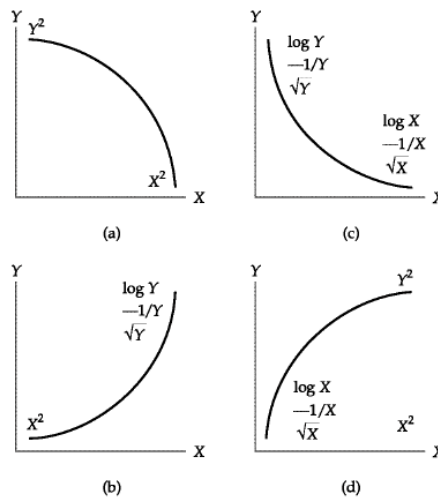 Y
Y²
X²
X
(a)
Y
log Y
—1/Y
√Y
log X
—1/X
√X
X
(c)
Y
log Y
—1/Y
√Y
X²
X
(b)
Y
Y²
log X
—1/X
√X
X²
X
(d)